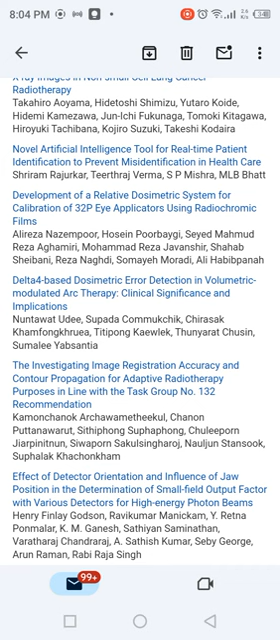 8:04 PM
X-ray Images in Non-small Cell Lung Cancer
Radiotherapy
Takahiro Aoyama, Hidetoshi Shimizu, Yutaro Koide,
Hidemi Kamezawa, Jun-Ichi Fukunaga, Tomoki Kitagawa,
Hiroyuki Tachibana, Kojiro Suzuki, Takeshi Kodaira
Novel Artificial Intelligence Tool for Real-time Patient
Identification to Prevent Misidentification in Health Care
Shriram Rajurkar, Teerthraj Verma, S P Mishra, MLB Bhatt
Development of a Relative Dosimetric System for
Calibration of 32P Eye Applicators Using Radiochromic
Films
Alireza Nazempoor, Hosein Poorbaygi, Seyed Mahmud
Reza Aghamiri, Mohammad Reza Javanshir, Shahab
Sheibani, Reza Naghdi, Somayeh Moradi, Ali Habibpanah
Delta4-based Dosimetric Error Detection in Volumetric-
modulated Arc Therapy: Clinical Significance and
Implications
Nuntawat Udee, Supada Commukchik, Chirasak
Khamfongkhruea, Titipong Kaewlek, Thunyarat Chusin,
Sumalee Yabsantia
The Investigating Image Registration Accuracy and
Contour Propagation for Adaptive Radiotherapy
Purposes in Line with the Task Group No. 132
Recommendation
Kamonchanok Archawametheekul, Chanon
Puttanawarut, Sithiphong Suphaphong, Chuleeporn
Jiarpinitnun, Siwaporn Sakulsingharoj, Nauljun Stansook,
Suphalak Khachonkham
Effect of Detector Orientation and Influence of Jaw
Position in the Determination of Small-field Output Factor
with Various Detectors for High-energy Photon Beams
Henry Finlay Godson, Ravikumar Manickam, Y. Retna
Ponmalar, K. M. Ganesh, Sathiyan Saminathan,
Varatharaj Chandraraj, A. Sathish Kumar, Seby George,
Arun Raman, Rabi Raja Singh
99+